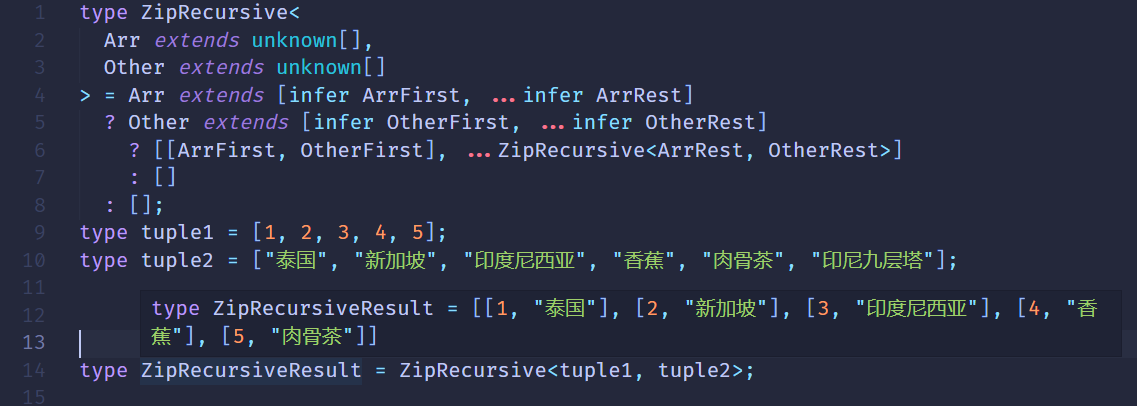 1 type ZipRecursive<
2   Arr extends unknown[],
3   Other extends unknown[]
4 > = Arr extends [infer ArrFirst, ...infer ArrRest]
5   ? Other extends [infer OtherFirst, ...infer OtherRest]
6     ? [[ArrFirst, OtherFirst], ...ZipRecursive<ArrRest, OtherRest>]
7     : []
8   : [];
9 type tuple1 = [1, 2, 3, 4, 5];
10 type tuple2 = ["泰国", "新加坡", "印度尼西亚", "香蕉", "肉骨茶", "印尼九层塔"];
11
12 type ZipRecursiveResult = [[1, "泰国"], [2, "新加坡"], [3, "印度尼西亚"], [4, "香
13 蕉"], [5, "肉骨茶"]]
14 type ZipRecursiveResult = ZipRecursive<tuple1, tuple2>;
15